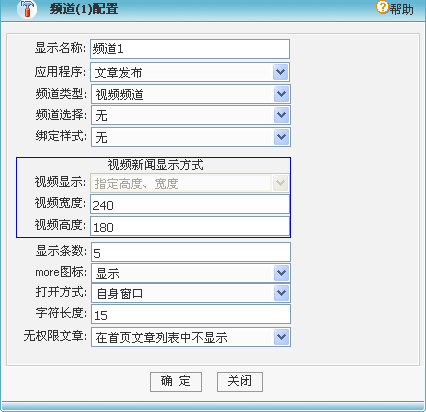 频道(1)配置 帮助
显示名称: 频道1
应用程序: 文章发布
频道类型: 视频频道
频道选择: 无
绑定样式: 无
视频新闻显示方式
视频显示: 指定高度、宽度
视频宽度: 240
视频高度: 180
显示条数: 5
more图标: 显示
打开方式: 自身窗口
字符长度: 15
无权限文章: 在首页文章列表中不显示
确 定 关闭